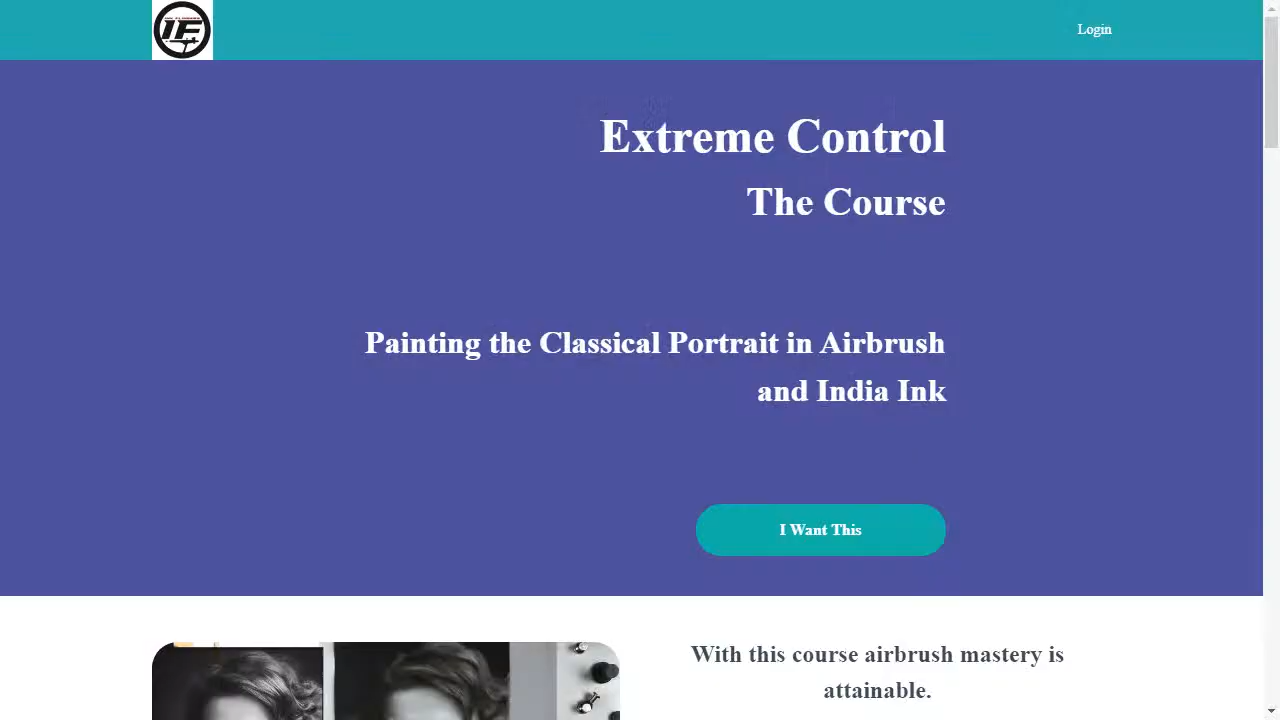 IF
Login
Extreme Control
The Course
Painting the Classical Portrait in Airbrush
and India Ink
I Want This
With this course airbrush mastery is
attainable.